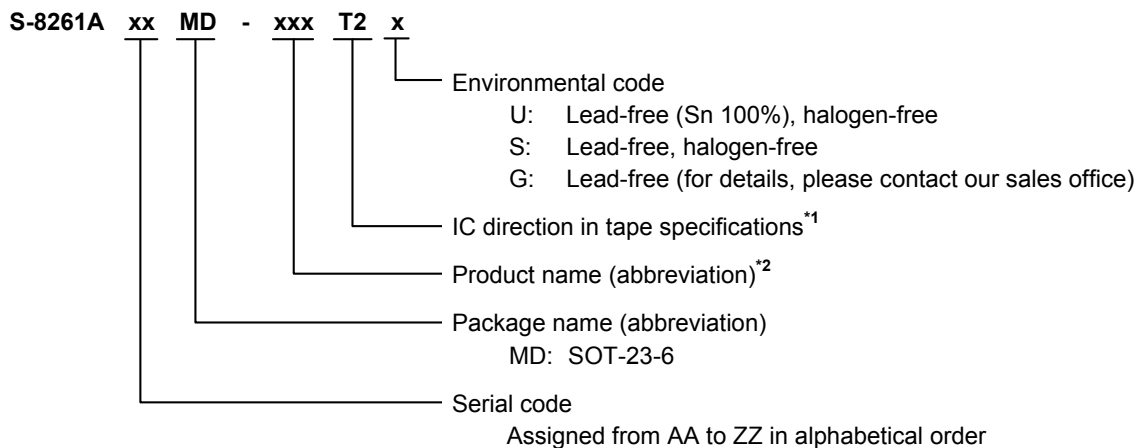 S-8261A xx MD - xxx T2 x
Environmental code
U: Lead-free (Sn 100%), halogen-free
S: Lead-free, halogen-free
G: Lead-free (for details, please contact our sales office)
IC direction in tape specifications*1
Product name (abbreviation)*2
Package name (abbreviation)
MD: SOT-23-6
Serial code
Assigned from AA to ZZ in alphabetical order